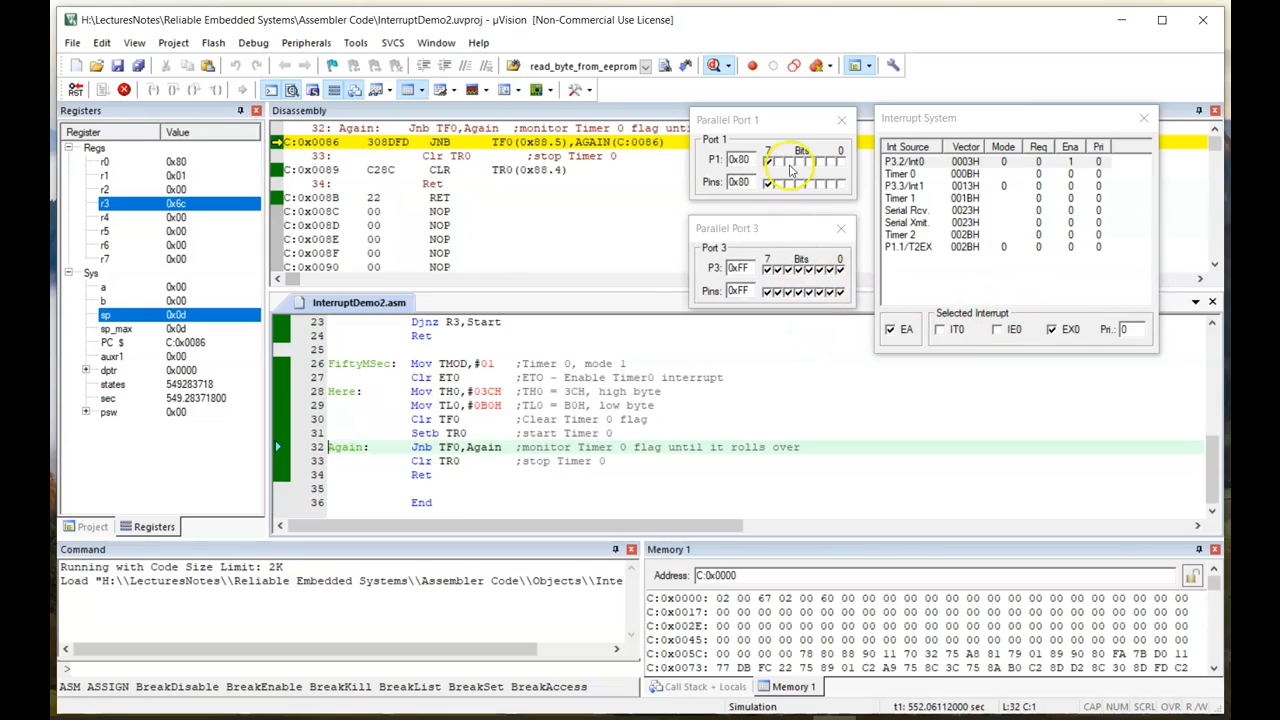 H:\LecturesNotes\Reliable Embedded Systems\Assembler Code\InterruptDemo2.uvproj - µVision  [Non-Commercial Use License]
File Edit View Project Flash Debug Peripherals Tools SVCS Window Help
read_byte_from_eeprom
RST
Registers
Register Value
Regs
r0 0x80
r1 0x01
r2 0x00
r3 0x6c
r4 0x00
r5 0x00
r6 0x00
r7 0x00
Sys
a 0x00
b 0x00
sp 0x0d
sp_max 0x0d
PC $ C:0x0086
auxr1 0x00
dptr 0x0000
states 549283718
sec 549.28371800
psw 0x00
Project Registers
Disassembly
32: Again: Jnb TF0,Again ;monitor Timer 0 flag unti
C:0x0086 308DFD JNB TF0(0x88.5),AGAIN(C:0086)
33: Clr TR0 ;stop Timer 0
C:0x0089 C28C CLR TR0(0x88.4)
34: Ret
C:0x008B 22 RET
C:0x008C 00 NOP
C:0x008D 00 NOP
C:0x008E 00 NOP
C:0x008F 00 NOP
C:0x0090 00 NOP
Parallel Port 1
Port 1
7 Bits 0
P1: 0x80
Pins: 0x80
Parallel Port 3
Port 3
7 Bits 0
P3: 0xFF
Pins: 0xFF
Interrupt System
Int Source Vector Mode Req Ena Pri
P3.2/Int0 0003H 0 0 1 0
Timer 0 000BH 0 0 0
P3.3/Int1 0013H 0 0 0 0
Timer 1 001BH 0 0 0
Serial Rcv. 0023H 0 0 0
Serial Xmit. 0023H 0 0 0
Timer 2 002BH 0 0 0
P1.1/T2EX 002BH 0 0 0 0
Selected Interrupt
EA IT0 IE0 EX0 Pri.: 0
InterruptDemo2.asm
23 Djnz R3,Start
24 Ret
25
26 FiftyMSec: Mov TMOD,#01 ;Timer 0, mode 1
27 Clr ET0 ;ETO - Enable Timer0 interrupt
28 Here: Mov TH0,#03CH ;TH0 = 3CH, high byte
29 Mov TL0,#0B0H ;TL0 = B0H, low byte
30 Clr TF0 ;Clear Timer 0 flag
31 Setb TR0 ;start Timer 0
32 Again: Jnb TF0,Again ;monitor Timer 0 flag until it rolls over
33 Clr TR0 ;stop Timer 0
34 Ret
35
36 End
Command
Running with Code Size Limit: 2K
Load "H:\\LecturesNotes\\Reliable Embedded Systems\\Assembler Code\\Objects\\Inte
>
ASM ASSIGN BreakDisable BreakEnable BreakKill BreakList BreakSet BreakAccess
Memory 1
Address: C:0x0000
C:0x0000: 02 00 67 02 00 60 00 00 00 00 00 00 00 00 00 00 00 00 00 00 00 00 00
C:0x0017: 00 00 00 00 00 00 00 00 00 00 00 00 00 00 00 00 00 00 00 00 00 00 00
C:0x002E: 00 00 00 00 00 00 00 00 00 00 00 00 00 00 00 00 00 00 00 00 00 00 00
C:0x0045: 00 00 00 00 00 00 00 00 00 00 00 00 00 00 00 00 00 00 00 00 00 00 00
C:0x005C: 00 00 00 00 78 80 88 90 11 70 32 75 A8 81 79 01 89 90 80 FA 7B D0 11
C:0x0073: 77 DB FC 22 75 89 01 C2 A9 75 8C 3C 75 8A B0 C2 8D D2 8C 30 8D FD C2
Call Stack + Locals Memory 1
Simulation t1: 552.06112000 sec L:32 C:1 CAP NUM SCRL OVR R/W